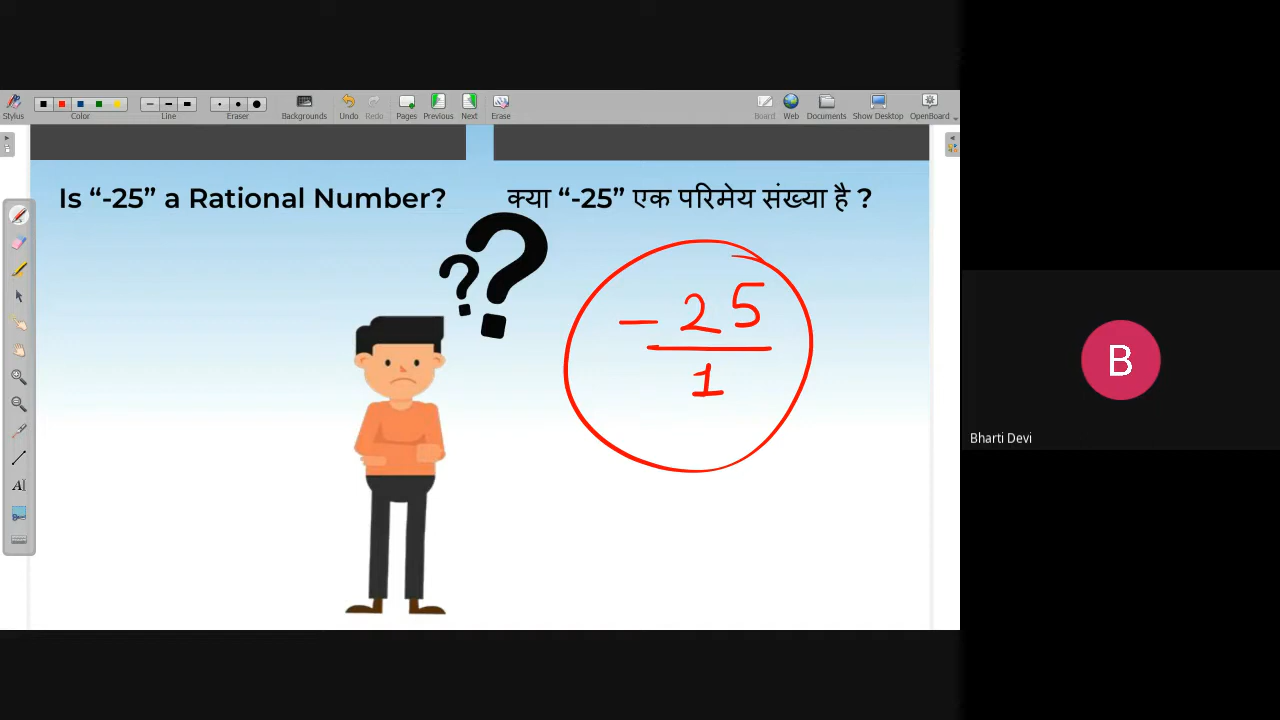 Stylus Color Line Eraser Backgrounds Undo Redo Pages Previous Next Erase Board Web Documents Show Desktop OpenBoard
Is “-25” a Rational Number?
क्या “-25” एक परिमेय संख्या है ?
? ?
- 25
1
B
Bharti Devi
AI